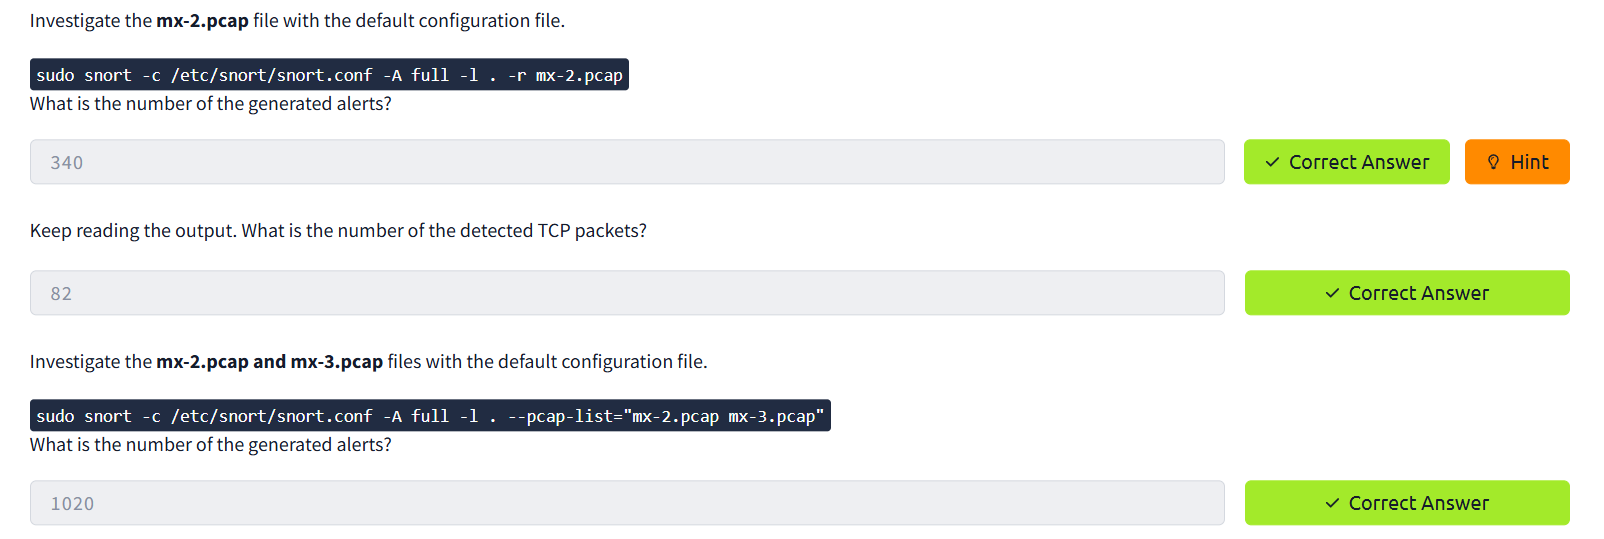 Investigate the mx-2.pcap file with the default configuration file.
sudo snort -c /etc/snort/snort.conf -A full -l . -r mx-2.pcap
What is the number of the generated alerts?
340
Correct Answer
Hint
Keep reading the output. What is the number of the detected TCP packets?
82
Correct Answer
Investigate the mx-2.pcap and mx-3.pcap files with the default configuration file.
sudo snort -c /etc/snort/snort.conf -A full -l . --pcap-list="mx-2.pcap mx-3.pcap"
What is the number of the generated alerts?
1020
Correct Answer